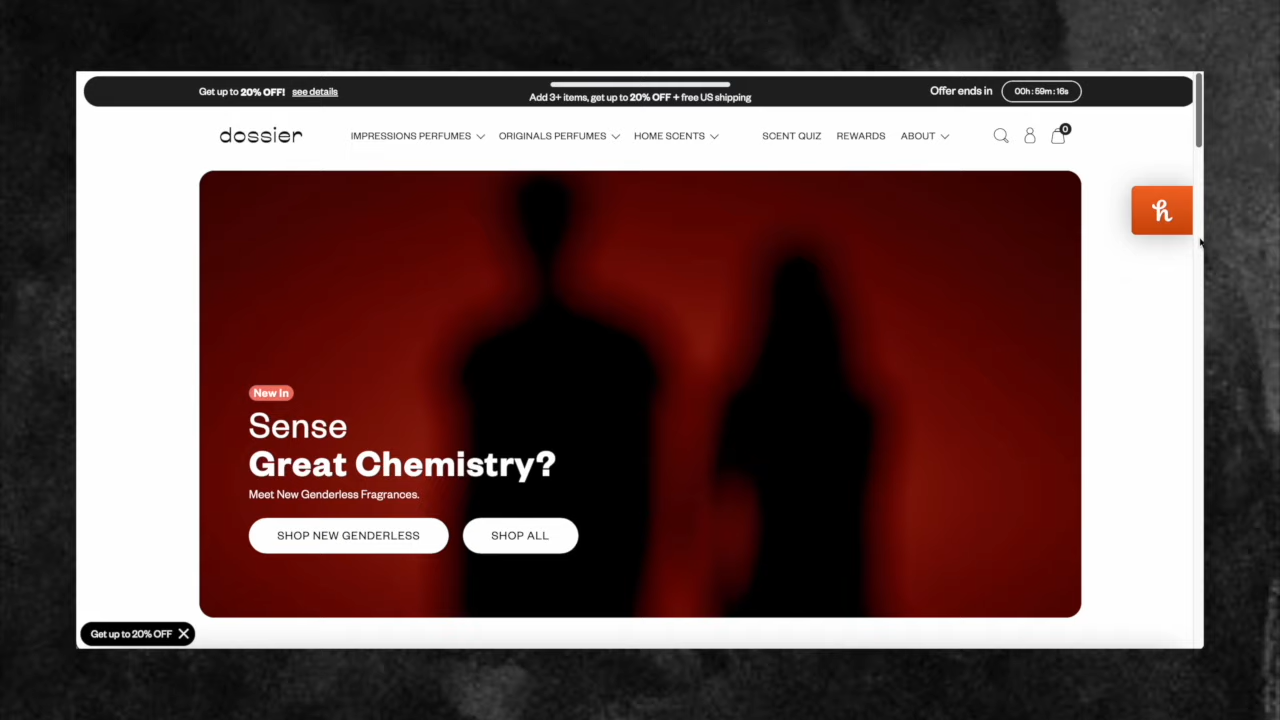 Get up to 20% OFF! see details
Add 3+ items, get up to 20% OFF + free US shipping
Offer ends in 00h : 59m : 16s
dossier
IMPRESSIONS PERFUMES ORIGINALS PERFUMES HOME SCENTS SCENT QUIZ REWARDS ABOUT 0
h
New In
Sense
Great Chemistry?
Meet New Genderless Fragrances.
SHOP NEW GENDERLESS SHOP ALL
Get up to 20% OFF